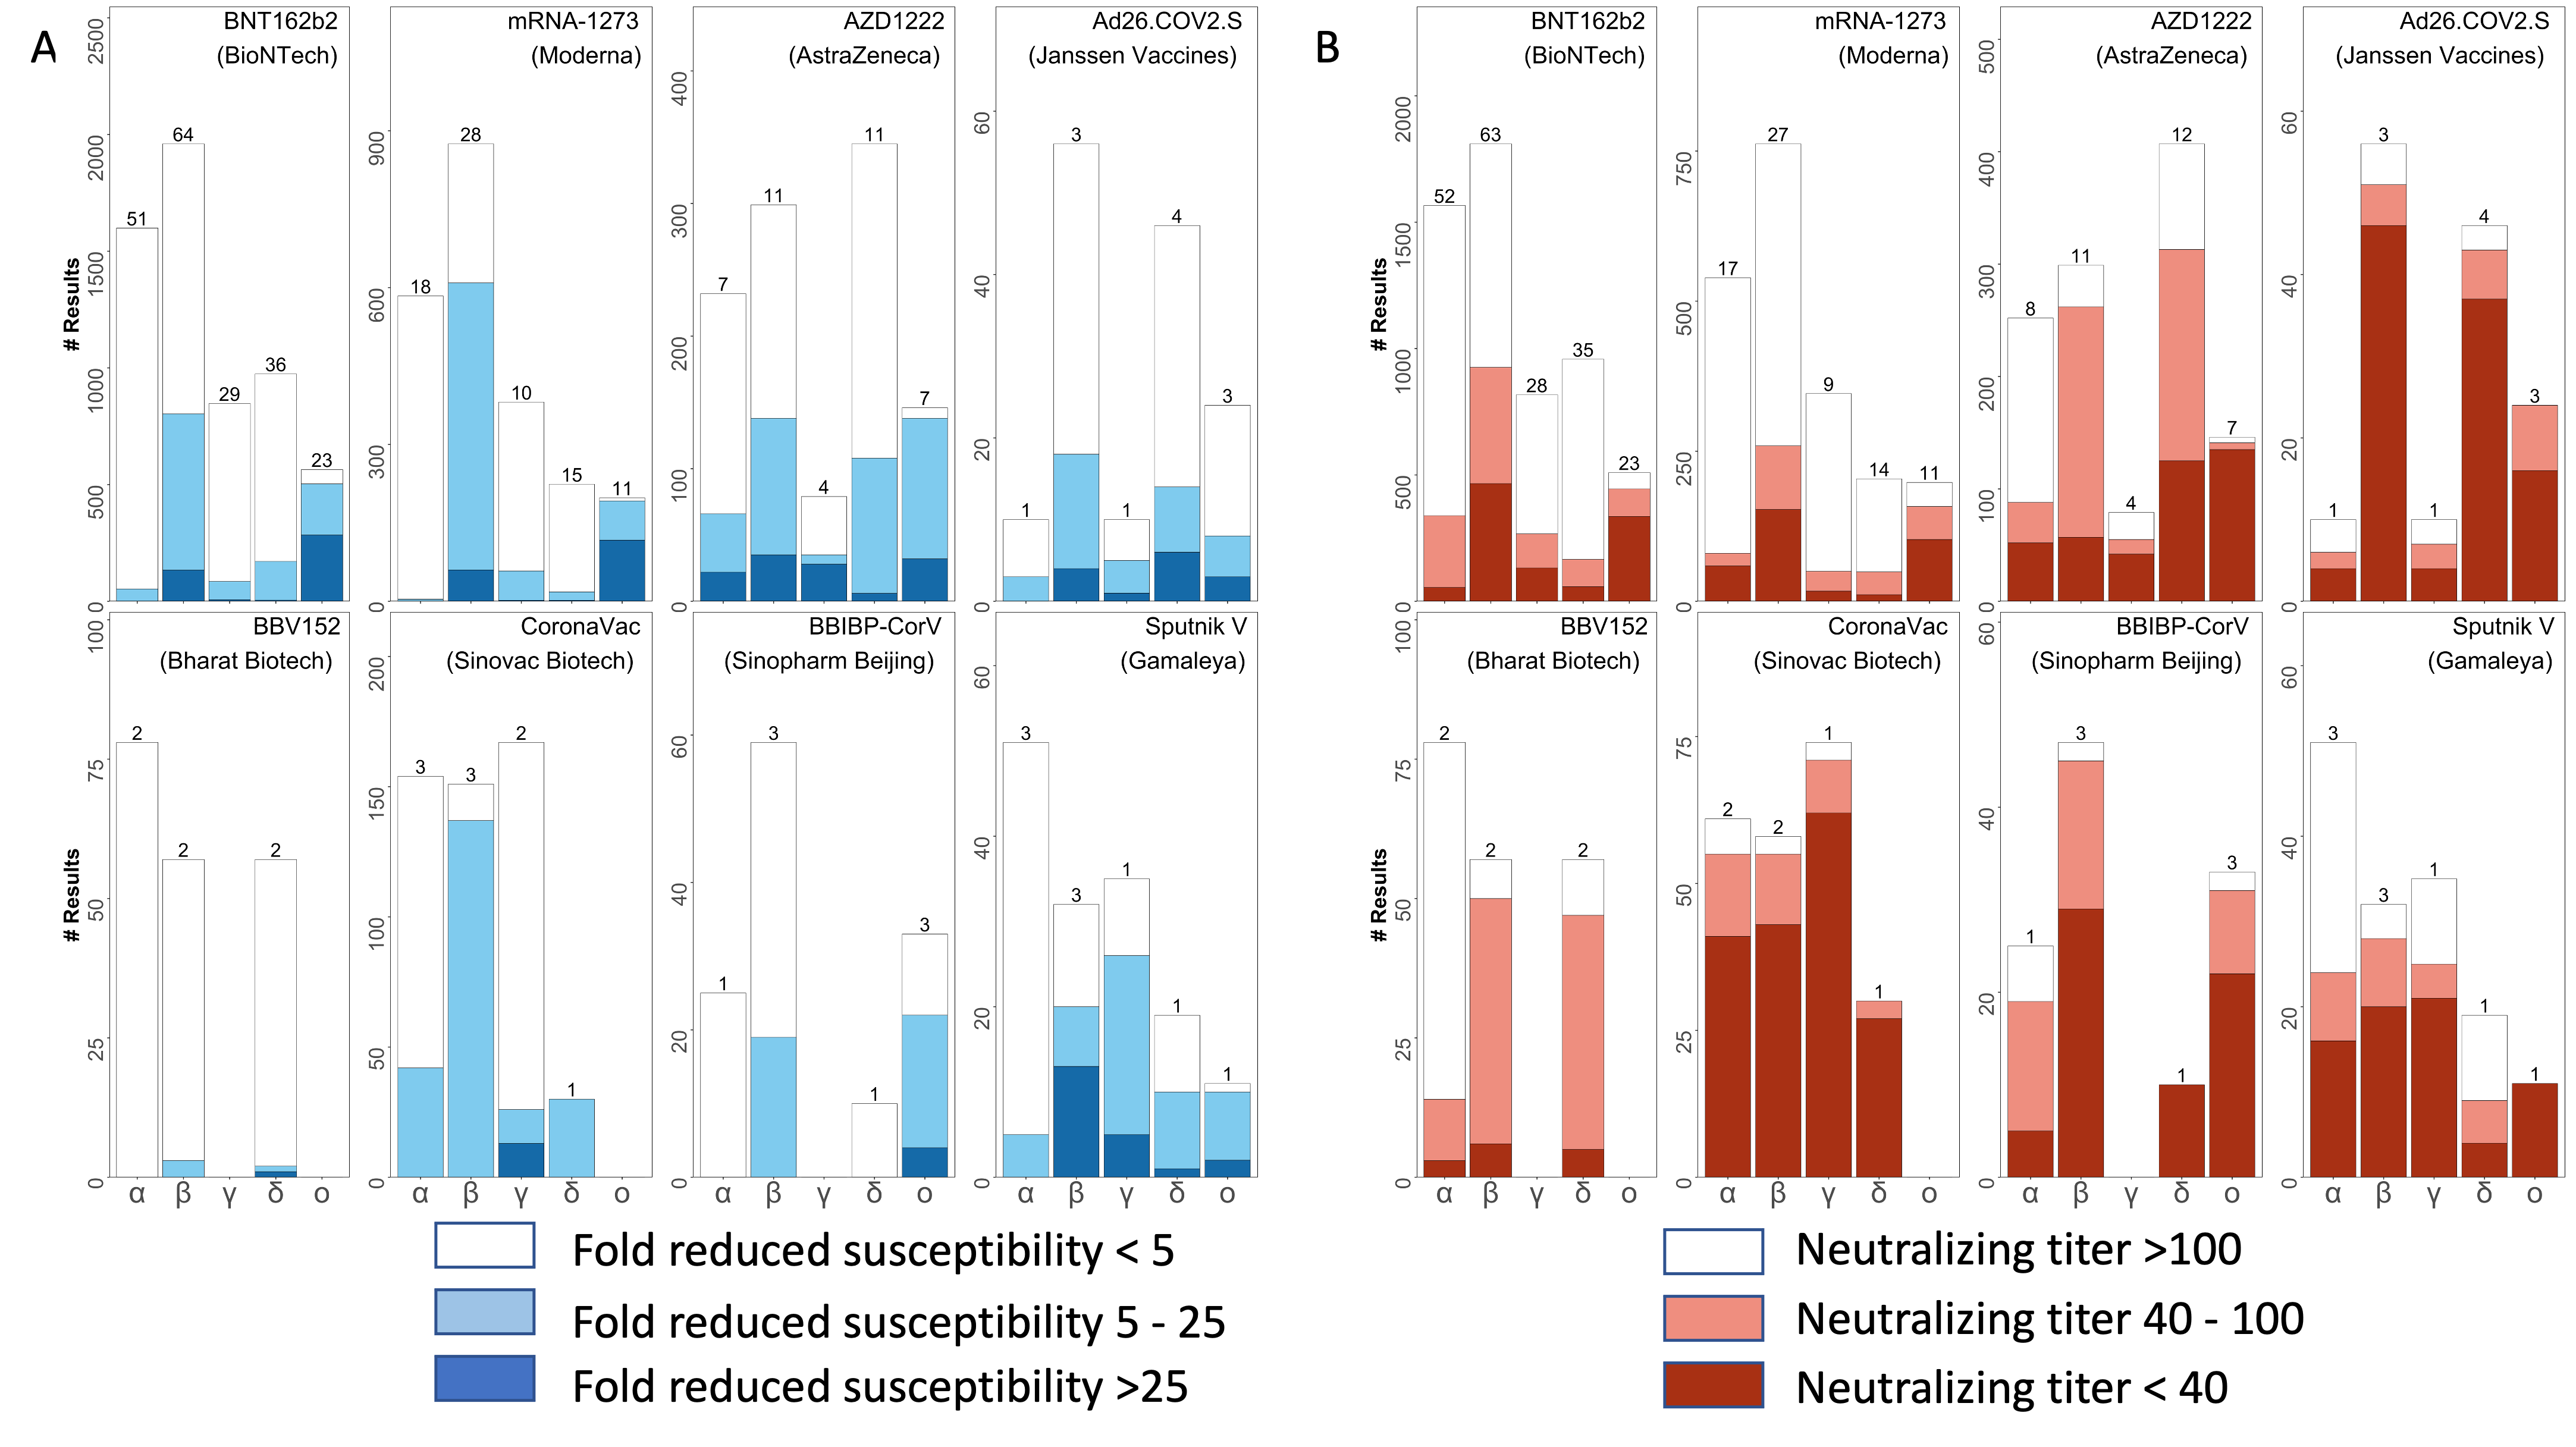 A
BNT162b2
(BioNTech)
mRNA-1273
(Moderna)
AZD1222
(AstraZeneca)
Ad26.COV2.S
(Janssen Vaccines)
# Results
0 500 1000 1500 2000 2500
51 64 29 36 23
0 300 600 900
18 28 10 15 11
0 100 200 300 400
7 11 4 11 7
0 20 40 60
1 3 1 4 3
BBV152
(Bharat Biotech)
CoronaVac
(Sinovac Biotech)
BBIBP-CorV
(Sinopharm Beijing)
Sputnik V
(Gamaleya)
# Results
0 25 50 75 100
2 2 2
0 50 100 150 200
3 3 2 1
0 20 40 60
1 3 1 3
0 20 40 60
3 3 1 1 1
α β γ δ ο
α β γ δ ο
α β γ δ ο
α β γ δ ο
Fold reduced susceptibility < 5
Fold reduced susceptibility 5 - 25
Fold reduced susceptibility >25
B
BNT162b2
(BioNTech)
mRNA-1273
(Moderna)
AZD1222
(AstraZeneca)
Ad26.COV2.S
(Janssen Vaccines)
# Results
0 500 1000 1500 2000
52 63 28 35 23
0 250 500 750
17 27 9 14 11
0 100 200 300 400 500
8 11 4 12 7
0 20 40 60
1 3 1 4 3
BBV152
(Bharat Biotech)
CoronaVac
(Sinovac Biotech)
BBIBP-CorV
(Sinopharm Beijing)
Sputnik V
(Gamaleya)
# Results
0 25 50 75 100
2 2 2
0 25 50 75
2 2 1 1
0 20 40 60
1 3 1 3
0 20 40 60
3 3 1 1 1
α β γ δ ο
α β γ δ ο
α β γ δ ο
α β γ δ ο
Neutralizing titer >100
Neutralizing titer 40 - 100
Neutralizing titer < 40